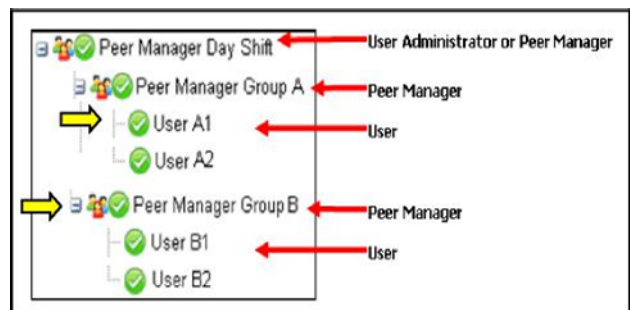 Peer Manager Day Shift User Administrator or Peer Manager
Peer Manager Group A Peer Manager
User A1 User
User A2
Peer Manager Group B Peer Manager
User B1 User
User B2